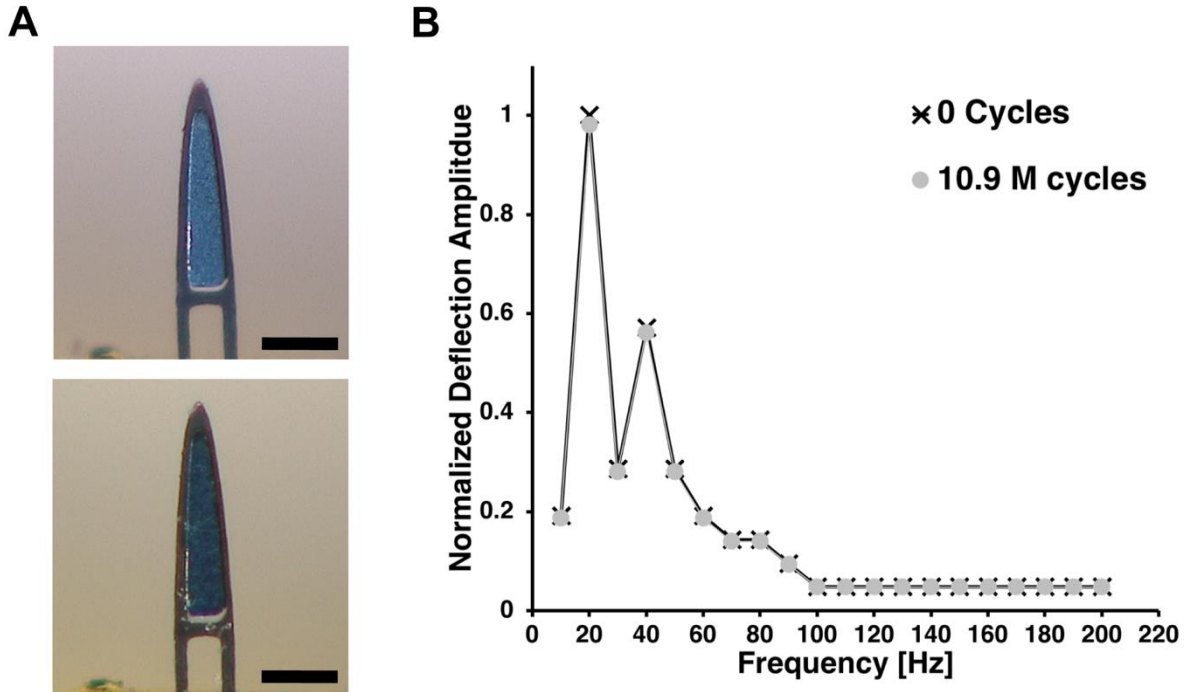 A
B
Normalized Deflection Amplitdue
1
0.8
0.6
0.4
0.2
0
0 Cycles
10.9 M cycles
0 20 40 60 80 100 120 140 160 180 200 220
Frequency [Hz]